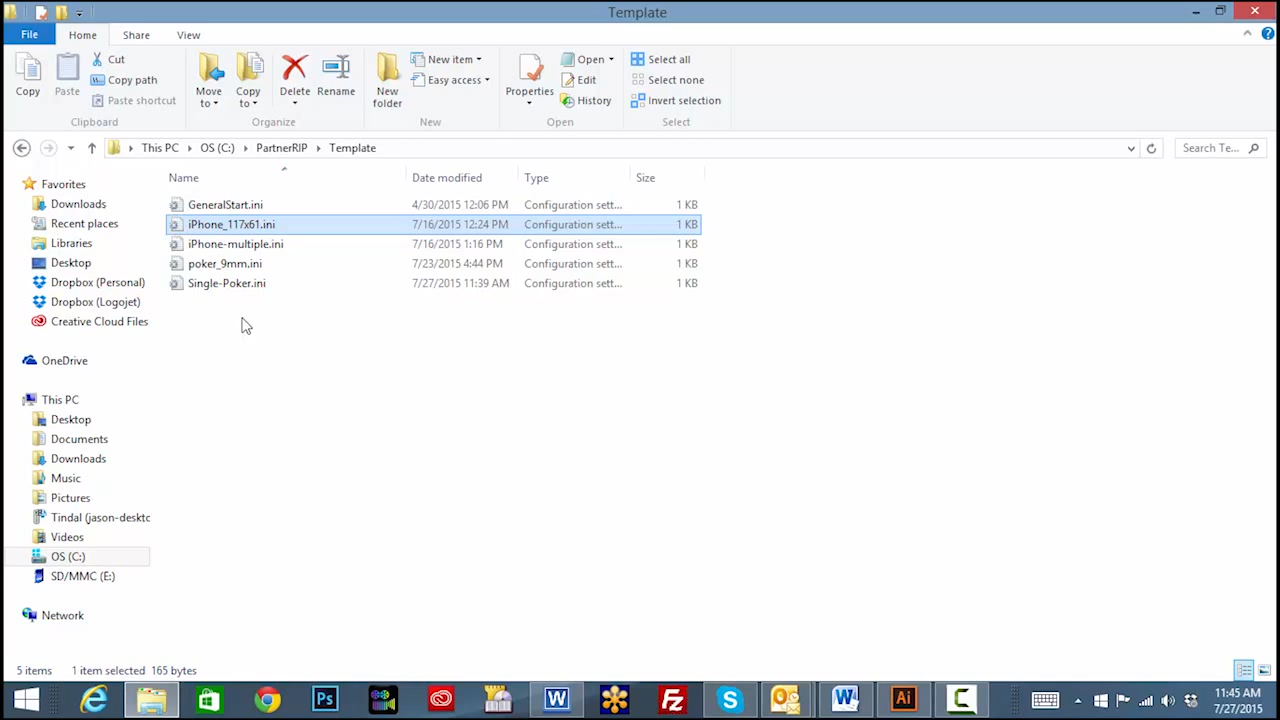 Template
File Home Share View
Copy
Paste
Cut
Copy path
Paste shortcut
Clipboard
Move to
Copy to
Delete
Rename
Organize
New folder
New item
Easy access
New
Properties
Open
Edit
History
Open
Select all
Select none
Invert selection
Select
This PC OS (C:) PartnerRIP Template
Search Te...
Name Date modified Type Size
GeneralStart.ini 4/30/2015 12:06 PM Configuration sett... 1 KB
iPhone_117x61.ini 7/16/2015 12:24 PM Configuration sett... 1 KB
iPhone-multiple.ini 7/16/2015 1:16 PM Configuration sett... 1 KB
poker_9mm.ini 7/23/2015 4:44 PM Configuration sett... 1 KB
Single-Poker.ini 7/27/2015 11:39 AM Configuration sett... 1 KB
Favorites
Downloads
Recent places
Libraries
Desktop
Dropbox (Personal)
Dropbox (Logojet)
Creative Cloud Files
OneDrive
This PC
Desktop
Documents
Downloads
Music
Pictures
Tindal (jason-deskto
Videos
OS (C:)
SD/MMC (E:)
Network
5 items 1 item selected 165 bytes
Ps
W
Fz
S
W
Ai
C
11:45 AM
7/27/2015